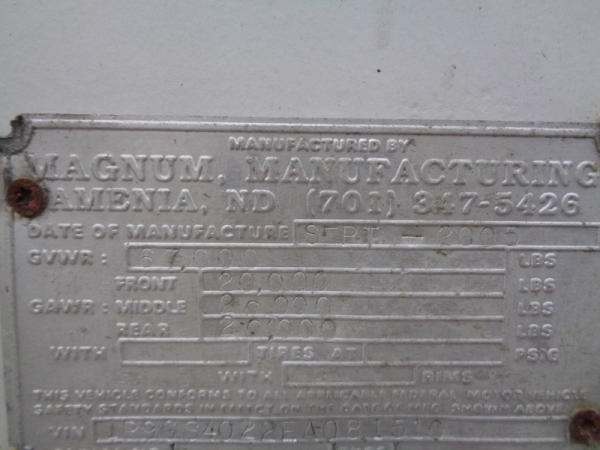 MANUFACTURED BY
MAGNUM, MANUFACTURING
AMENIA, ND (701) 347-5426
DATE OF MANUFACTURE SEPT - 2005
GVWR: LBS
FRONT 20,000 LBS
GAWR: MIDDLE LBS
REAR LBS
WITH TIRES AT PSIG
WITH RIMS
THIS VEHICLE CONFORMS TO ALL APPLICABLE FEDERAL MOTOR VEHICLE
SAFETY STANDARDS IN EFFECT ON THE DATE OF MFG. SHOWN ABOVE
VIN